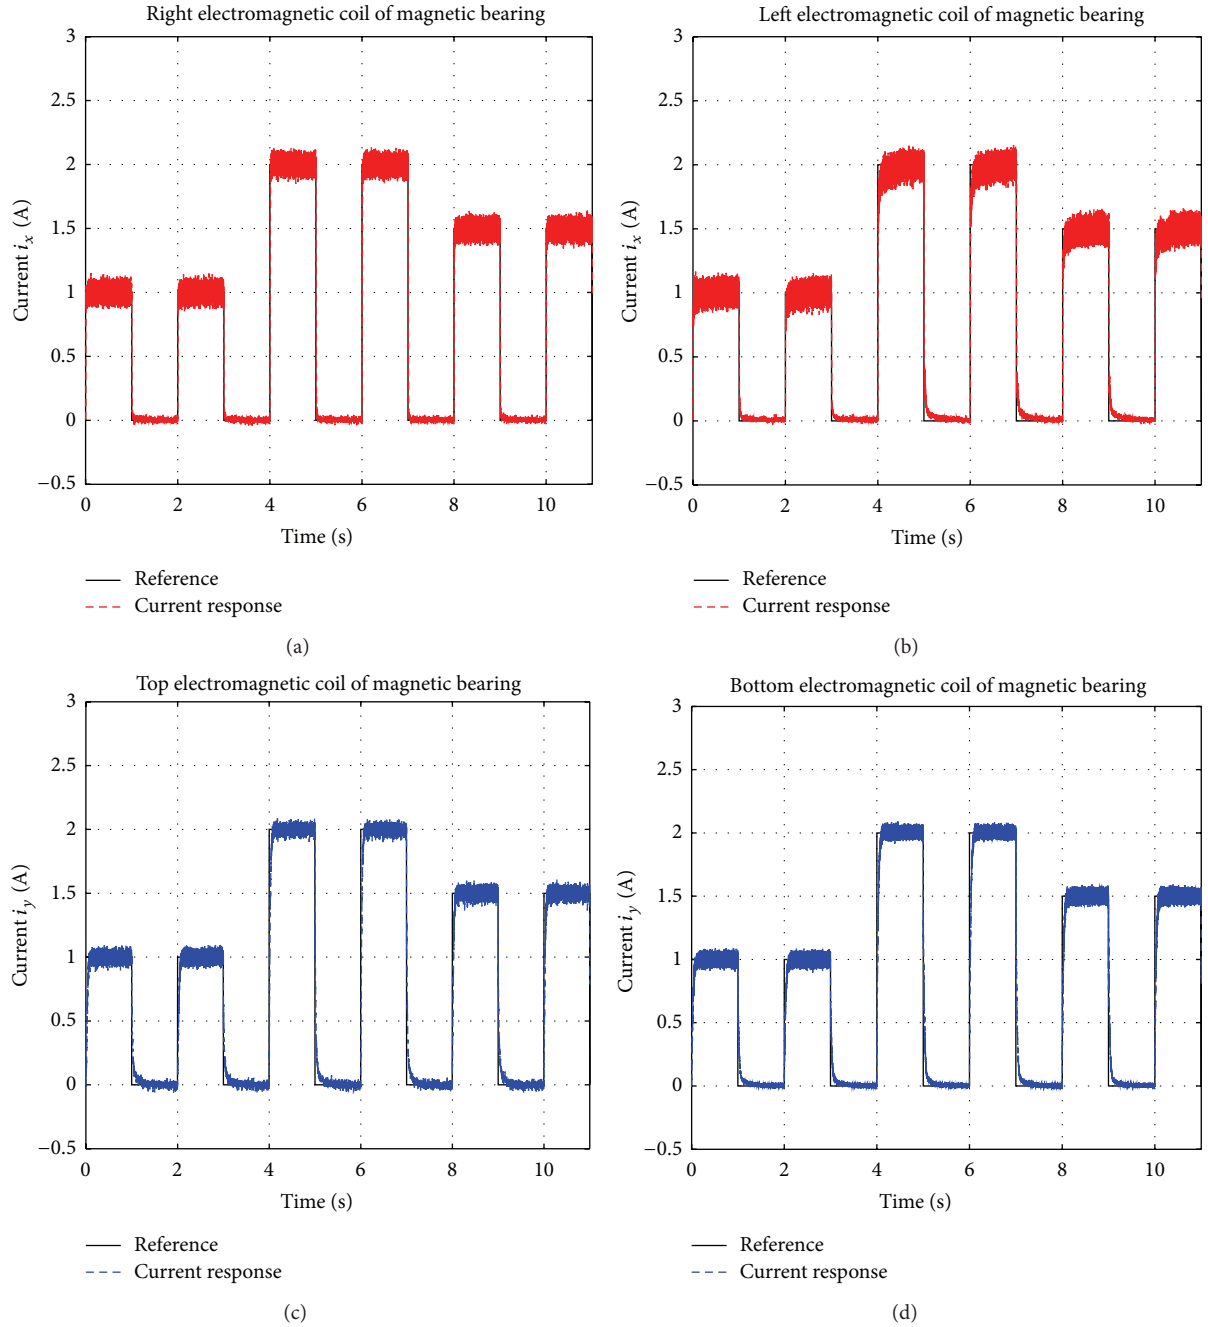 Right electromagnetic coil of magnetic bearing
3
2.5
2
1.5
1
0.5
0
−0.5
Current i_x (A)
0 2 4 6 8 10
Time (s)
Reference
Current response
(a)
Left electromagnetic coil of magnetic bearing
3
2.5
2
1.5
1
0.5
0
−0.5
Current i_x (A)
0 2 4 6 8 10
Time (s)
Reference
Current response
(b)
Top electromagnetic coil of magnetic bearing
3
2.5
2
1.5
1
0.5
0
−0.5
Current i_y (A)
0 2 4 6 8 10
Time (s)
Reference
Current response
(c)
Bottom electromagnetic coil of magnetic bearing
3
2.5
2
1.5
1
0.5
0
−0.5
Current i_y (A)
0 2 4 6 8 10
Time (s)
Reference
Current response
(d)